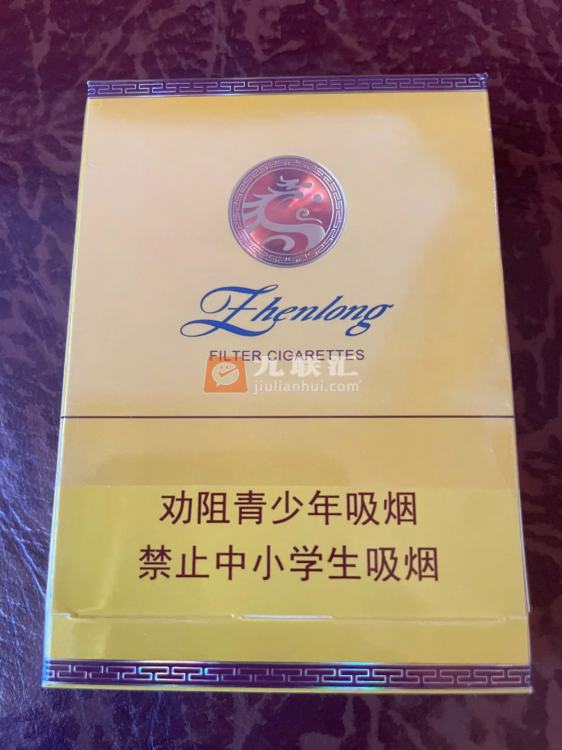 Zhenlong
FILTER CIGARETTES
九联汇
jiulianhui.com
劝阻青少年吸烟
禁止中小学生吸烟